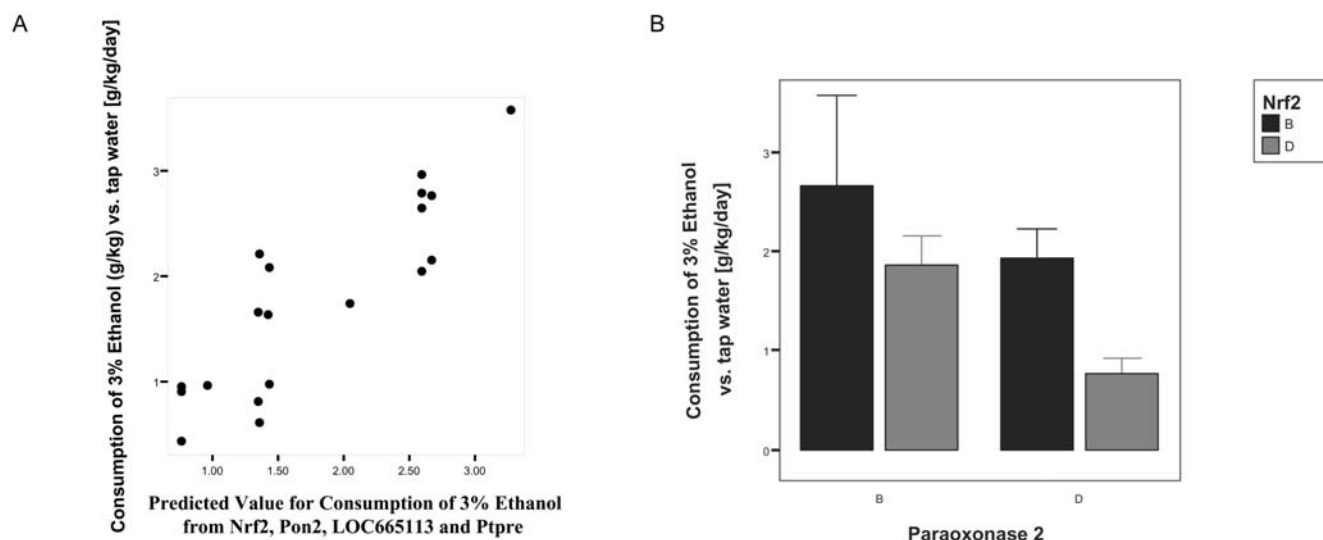 A
Consumption of 3% Ethanol (g/kg) vs. tap water [g/kg/day]
3
2
1
1.00 1.50 2.00 2.50 3.00
Predicted Value for Consumption of 3% Ethanol
from Nrf2, Pon2, LOC665113 and Ptpre
B
Consumption of 3% Ethanol
vs. tap water [g/kg/day]
3
2
1
0
B D
Paraoxonase 2
Nrf2
B
D